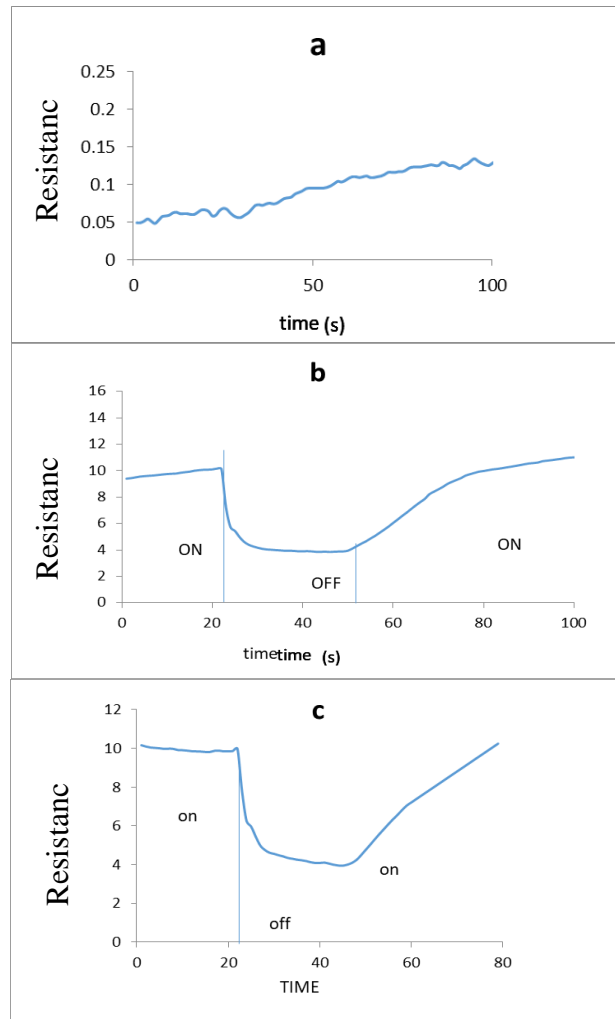 a
0.25
0.2
0.15
0.1
0.05
0
Resistanc
0 50 100
time (s)
b
16
14
12
10
8
6
4
2
0
Resistanc
ON
OFF
ON
0 20 40 60 80 100
timetime (s)
c
12
10
8
6
4
2
0
Resistanc
on
on
off
0 20 40 60 80
TIME